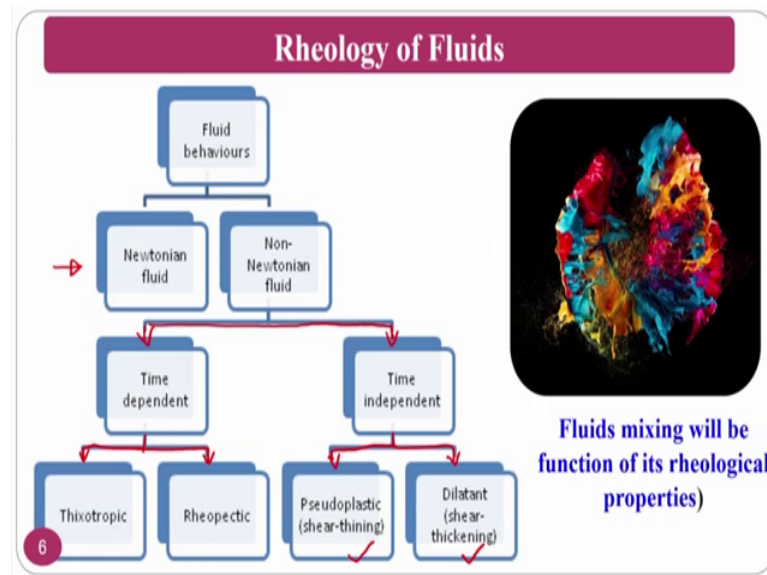 Rheology of Fluids
Fluid
behaviours
Newtonian
fluid
Non-
Newtonian
fluid
Time
dependent
Time
independent
Thixotropic
Rheopectic
Pseudoplastic
(shear-thining)
Dilatant
(shear-
thickening)
Fluids mixing will be
function of its rheological
properties)
6